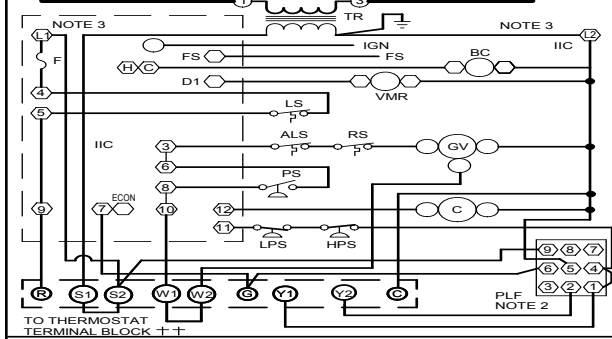 1 3
TR
NOTE 3 NOTE 3
L1 L2
IGN IIC
F FS FS
H C BC
D1
VMR
4
LS
5
ALS RS
IIC 3 GV
6
PS
8
ECON
9 7 10 12 C
11
LPS HPS
9 8 7
6 5 4
3 2 1
R S1 S2 W1 W2 G Y1 Y2 C
PLF
NOTE 2
TO THERMOSTAT
TERMINAL BLOCK ++